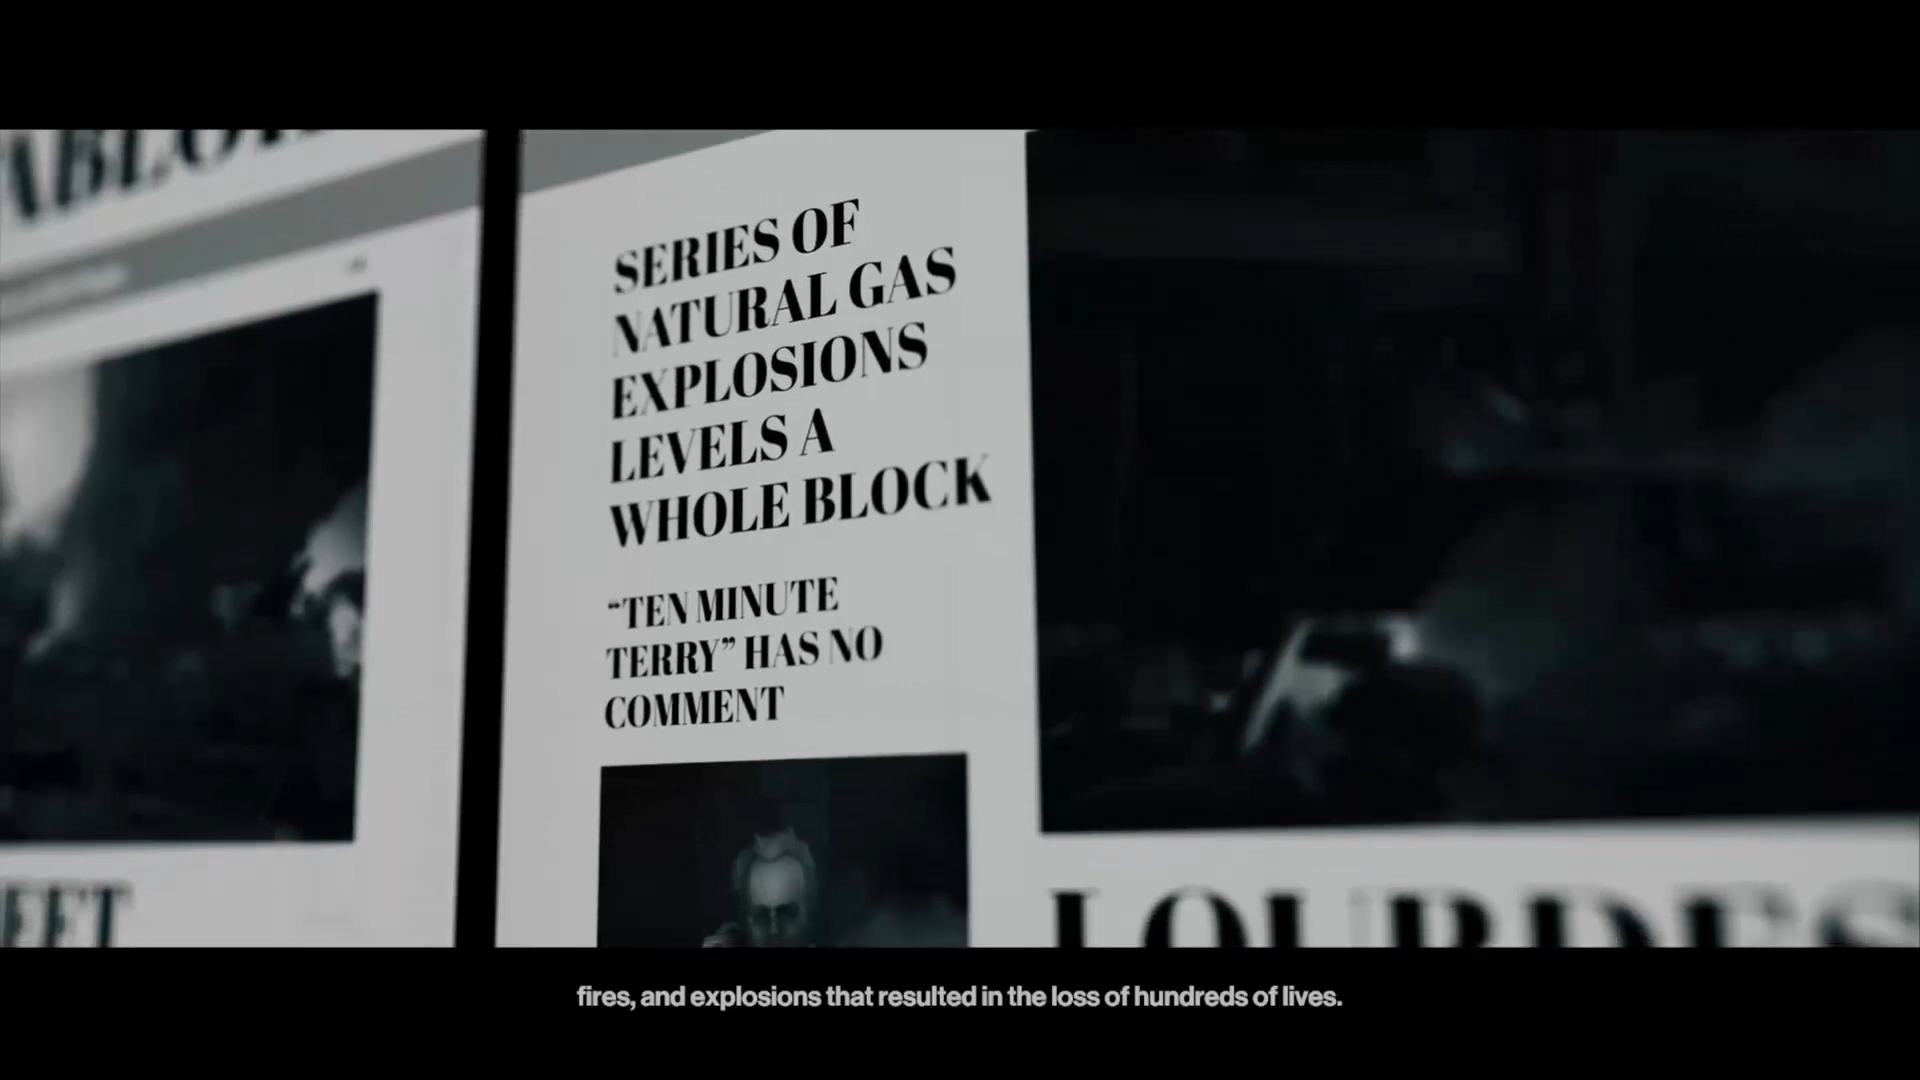 SERIES OF
NATURAL GAS
EXPLOSIONS
LEVELS A
WHOLE BLOCK
“TEN MINUTE
TERRY” HAS NO
COMMENT
LOURDES
fires, and explosions that resulted in the loss of hundreds of lives.